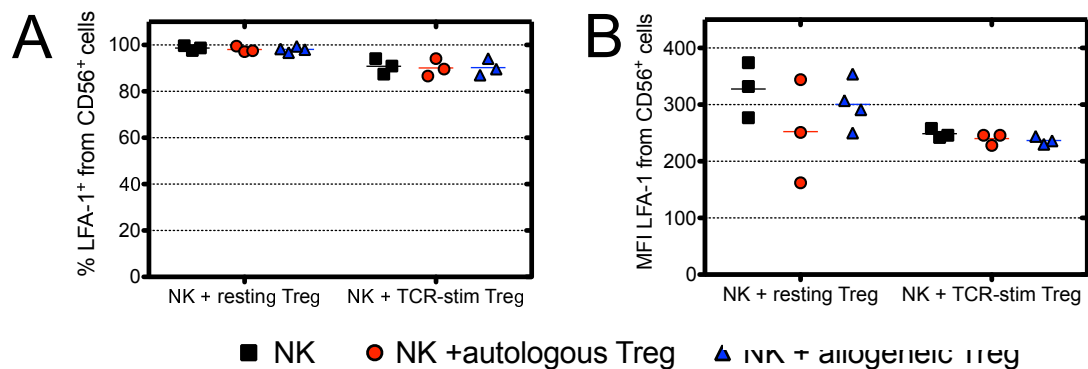 A
% LFA-1+ from CD56+ cells
100
80
60
40
20
0
NK + resting Treg
NK + TCR-stim Treg
B
MFI LFA-1 from CD56+ cells
400
300
200
100
0
NK + resting Treg
NK + TCR-stim Treg
NK
NK +autologous Treg
NK + allogeneic Treg